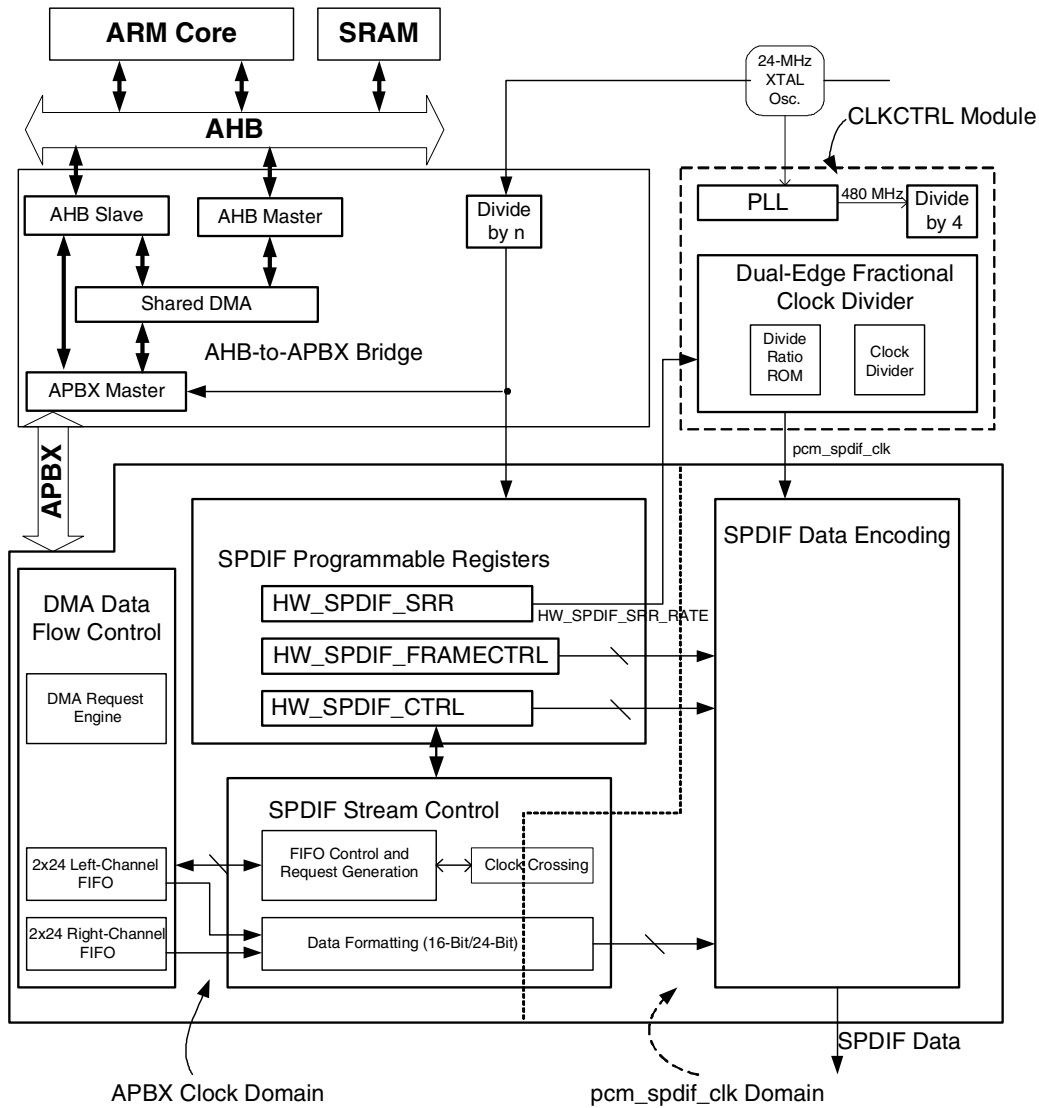 ARM Core
SRAM
24-MHz
XTAL
Osc.
AHB
CLKCTRL Module
AHB Slave
AHB Master
Divide
by n
PLL
480 MHz
Divide
by 4
Shared DMA
Dual-Edge Fractional
Clock Divider
AHB-to-APBX Bridge
Divide
Ratio
ROM
Clock
Divider
APBX Master
APBX
pcm_spdif_clk
SPDIF Programmable Registers
SPDIF Data Encoding
HW_SPDIF_SRR
HW_SPDIF_SRR_RATE
HW_SPDIF_FRAMECTRL
HW_SPDIF_CTRL
DMA Data
Flow Control
DMA Request
Engine
SPDIF Stream Control
2x24 Left-Channel
FIFO
FIFO Control and
Request Generation
Clock Crossing
2x24 Right-Channel
FIFO
Data Formatting (16-Bit/24-Bit)
SPDIF Data
APBX Clock Domain
pcm_spdif_clk Domain